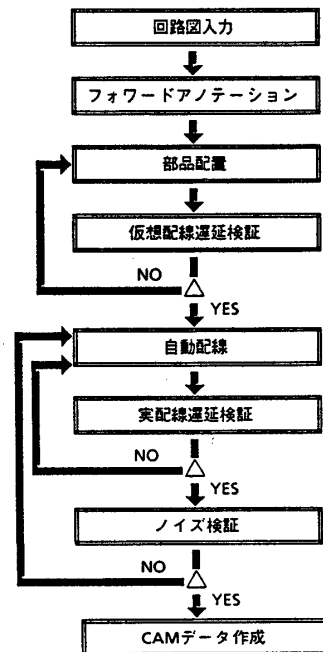 回路図入力
フォワードアノテーション
部品配置
仮想配線遅延検証
NO
YES
自動配線
実配線遅延検証
NO
YES
ノイズ検証
NO
YES
CAMデータ作成